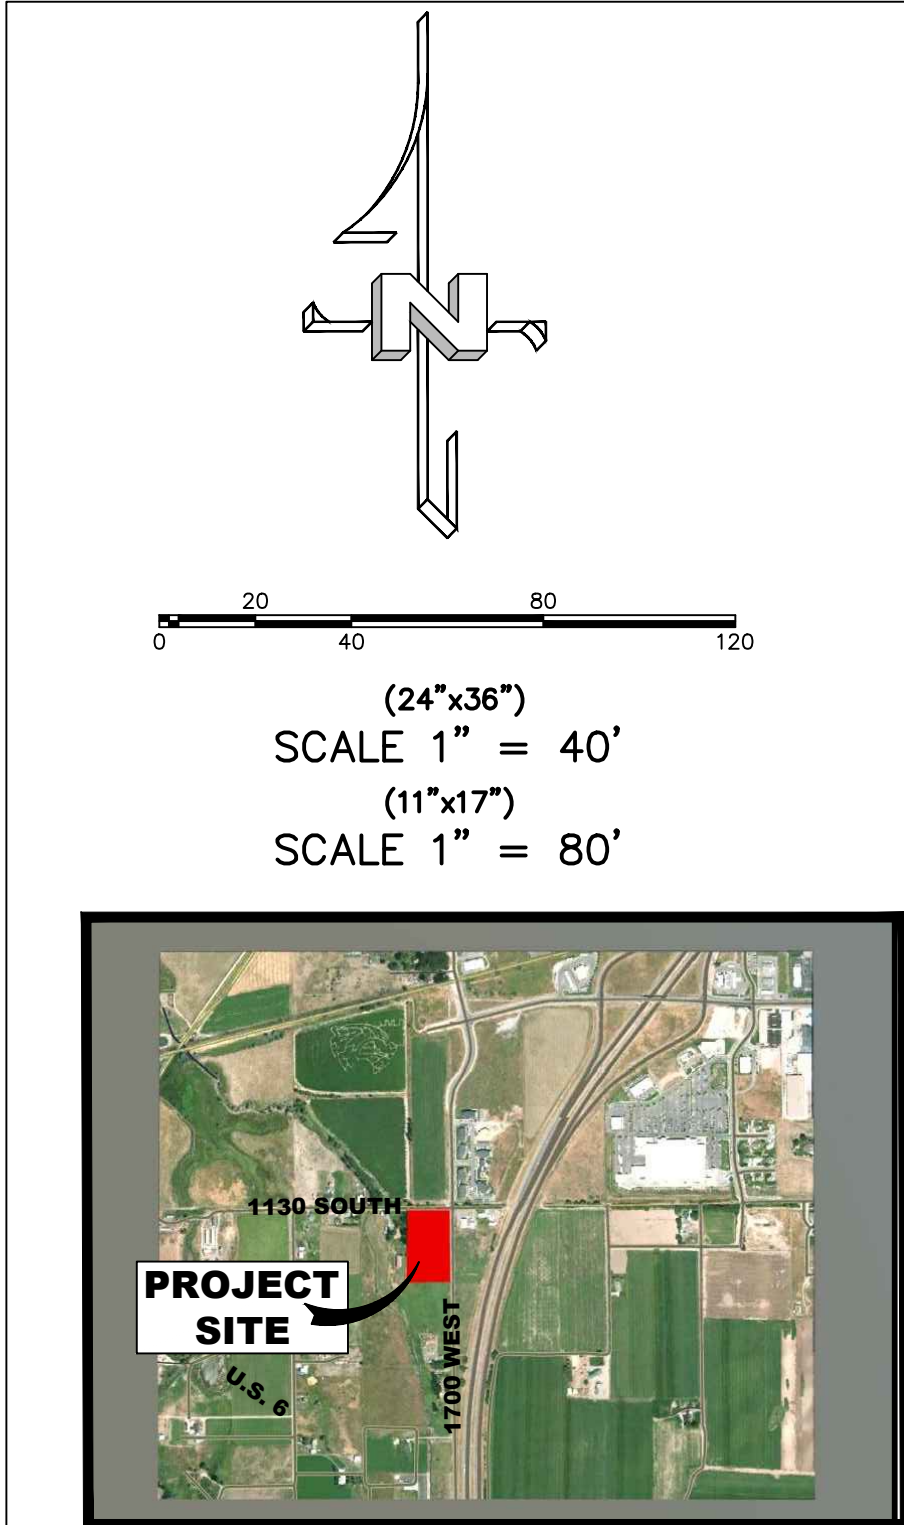 N
20 80
0 40 120
(24"x36")
SCALE 1" = 40'
(11"x17")
SCALE 1" = 80'
1130 SOUTH
PROJECT
SITE
1700 WEST
U.S. 6